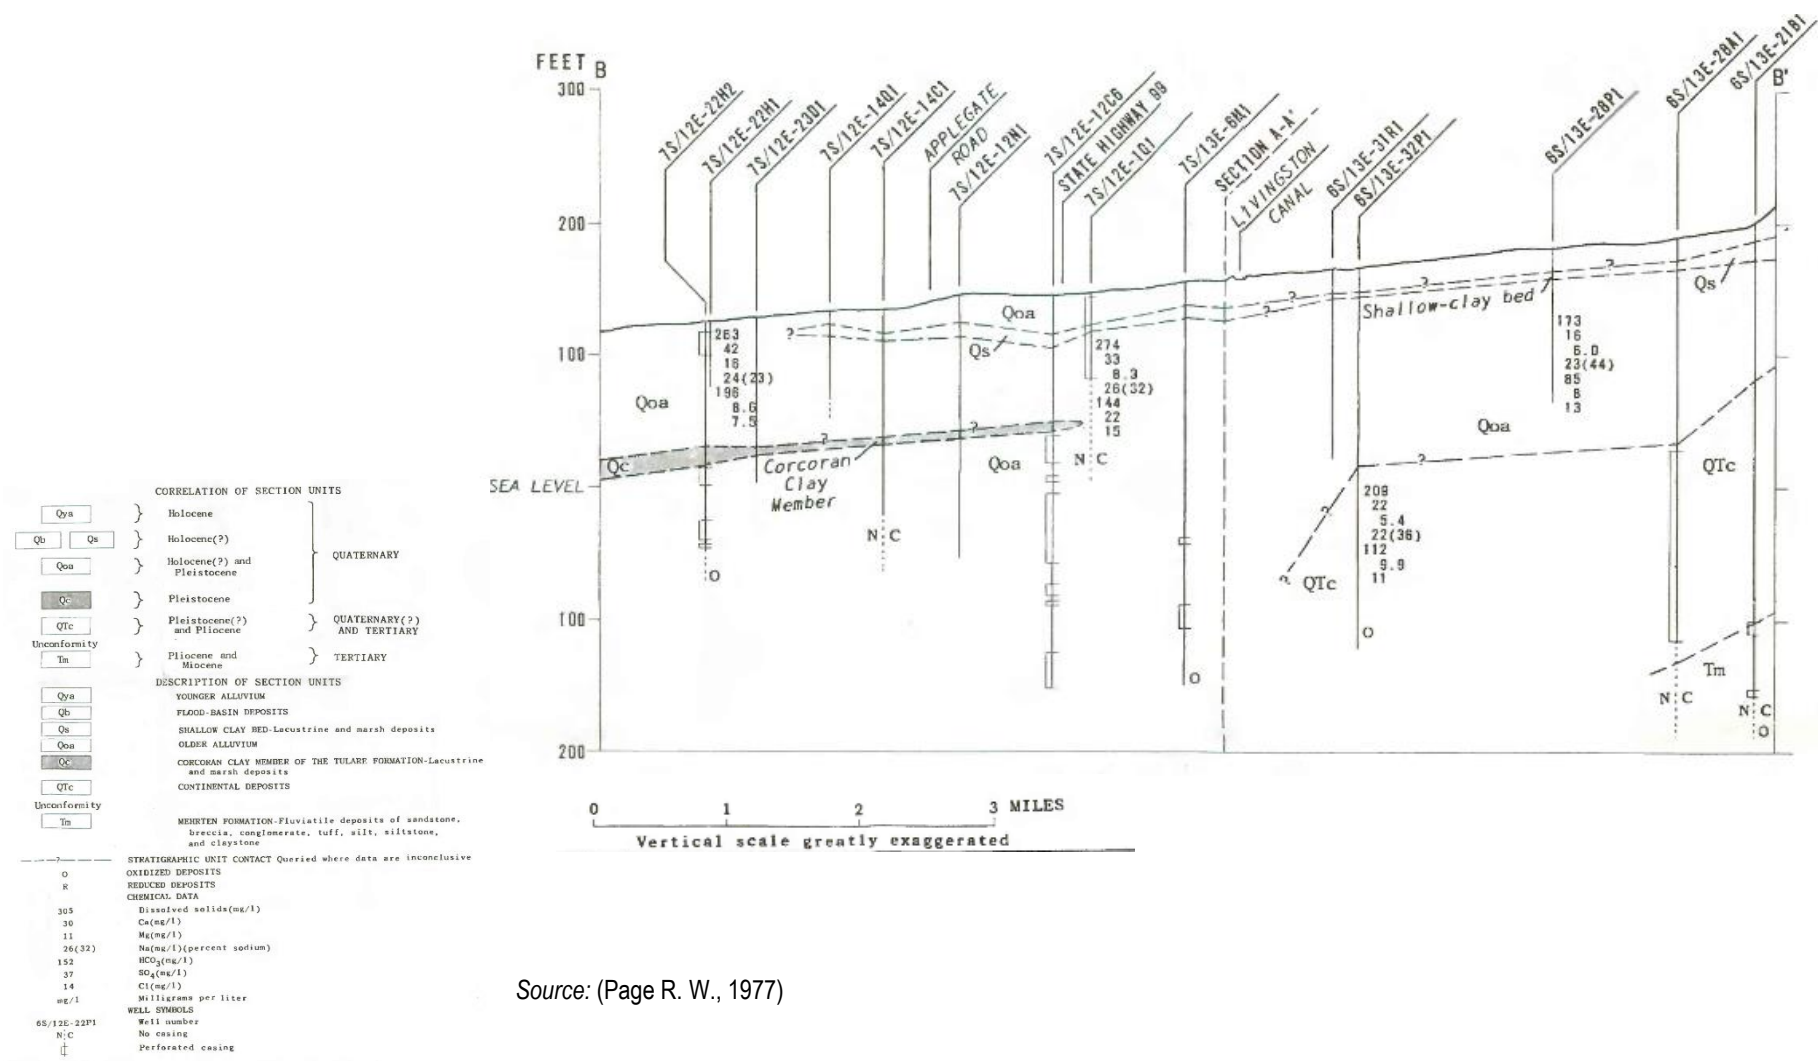 FEET B
300
200
100
SEA LEVEL
100
200
7S/12E-22H2
7S/12E-22H1
7S/12E-23D1
7S/12E-14Q1
7S/12E-14C1
APPLEGATE
ROAD
7S/12E-12N1
7S/12E-12C6
STATE HIGHWAY 99
7S/12E-1Q1
7S/13E-6M1
SECTION A-A'
LIVINGSTON
CANAL
6S/13E-31R1
6S/13E-32P1
6S/13E-28P1
6S/13E-28A1
6S/13E-21B1
B'
263
42
16
24(23)
196
8.6
7.5
?
Qoa
Qs
274
33
8.3
26(32)
144
22
15
?
?
?
?
Shallow-clay bed
Qs
173
16
6.0
23(44)
85
8
13
Qoa
?
?
Qc
Corcoran
Clay
Member
Qoa
N C
Qoa
?
QTc
209
22
5.4
22(36)
112
9.9
11
?
?
QTc
N C
O
O
O
Tm
N C
N C
O
0 1 2 3 MILES
Vertical scale greatly exaggerated
CORRELATION OF SECTION UNITS
Qya } Holocene
Qb Qs } Holocene(?)
QUATERNARY
Qoa } Holocene(?) and
Pleistocene
Qc } Pleistocene
QTc } Pleistocene(?)
and Pliocene
} QUATERNARY(?)
AND TERTIARY
Unconformity
Tm } Pliocene and
Miocene
} TERTIARY
DESCRIPTION OF SECTION UNITS
Qya YOUNGER ALLUVIUM
Qb FLOOD-BASIN DEPOSITS
Qs SHALLOW CLAY BED-Lacustrine and marsh deposits
Qoa OLDER ALLUVIUM
Qc CORCORAN CLAY MEMBER OF THE TULARE FORMATION-Lacustrine
and marsh deposits
QTc CONTINENTAL DEPOSITS
Unconformity
Tm MEHRTEN FORMATION-Fluviatile deposits of sandstone,
breccia, conglomerate, tuff, silt, siltstone,
and claystone
? STRATIGRAPHIC UNIT CONTACT Queried where data are inconclusive
O OXIDIZED DEPOSITS
R REDUCED DEPOSITS
CHEMICAL DATA
305 Dissolved solids(mg/l)
30 Ca(mg/l)
11 Mg(mg/l)
26(32) Na(mg/l)(percent sodium)
152 HCO3(mg/l)
37 SO4(mg/l)
14 Cl(mg/l)
mg/l Milligrams per liter
WELL SYMBOLS
6S/12E-22P1 Well number
N C No casing
Perforated casing
Source: (Page R. W., 1977)